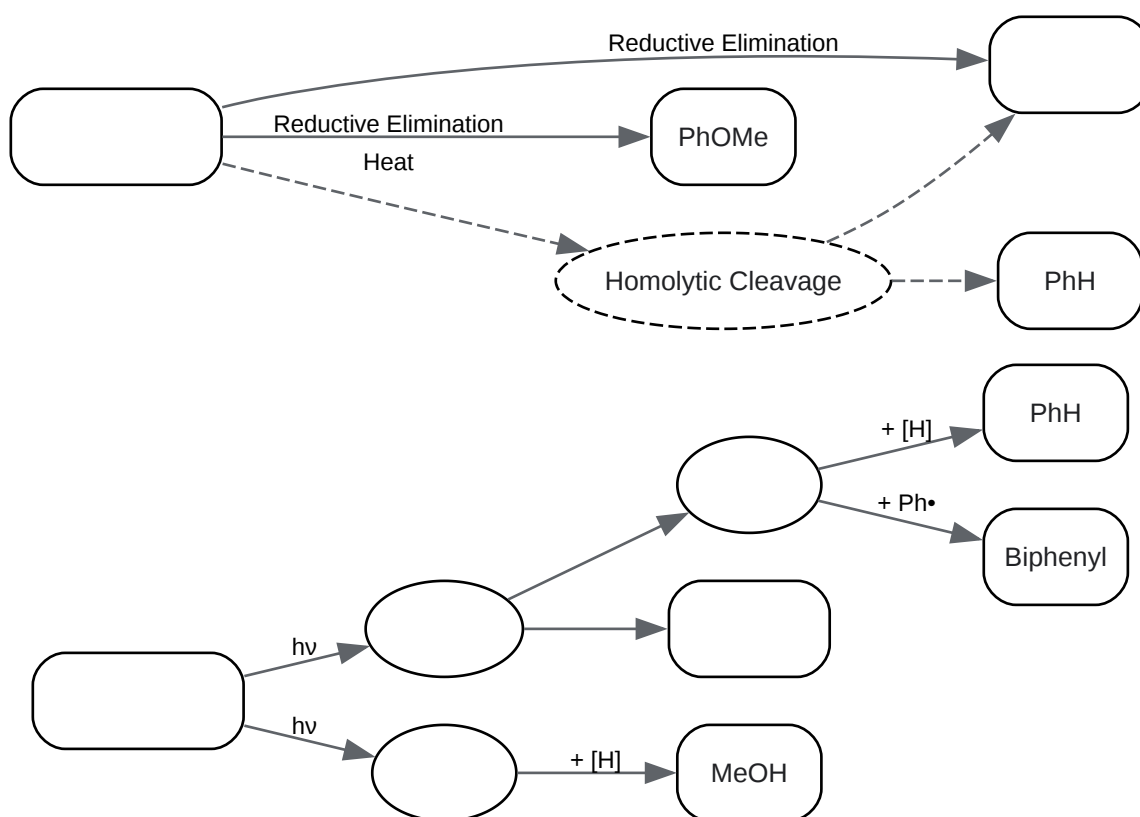 Reductive Elimination
Reductive Elimination
PhOMe
Heat
Homolytic Cleavage
PhH
PhH
+ [H]
+ Ph•
Biphenyl
hν
hν
+ [H]
MeOH